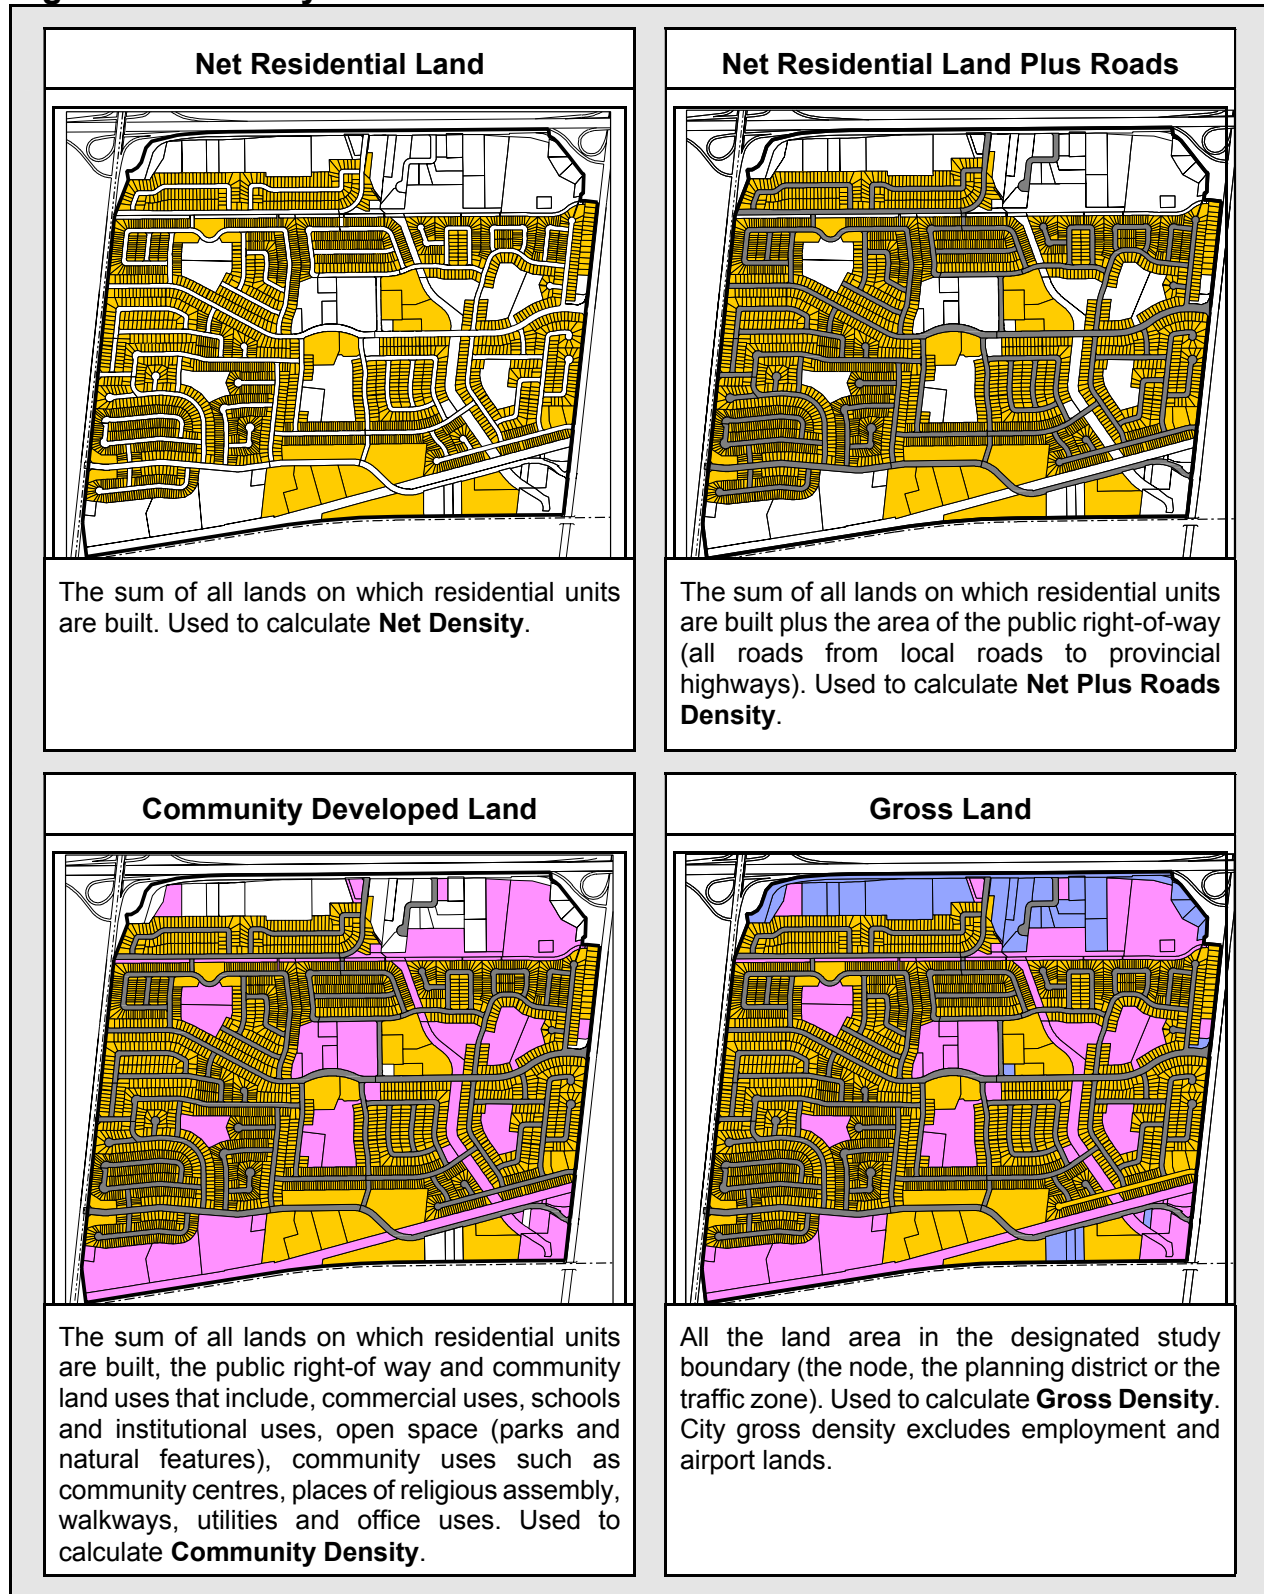 Net Residential Land
The sum of all lands on which residential units
are built. Used to calculate Net Density.
Net Residential Land Plus Roads
The sum of all lands on which residential units
are built plus the area of the public right-of-way
(all roads from local roads to provincial
highways). Used to calculate Net Plus Roads
Density.
Community Developed Land
The sum of all lands on which residential units
are built, the public right-of way and community
land uses that include, commercial uses, schools
and institutional uses, open space (parks and
natural features), community uses such as
community centres, places of religious assembly,
walkways, utilities and office uses. Used to
calculate Community Density.
Gross Land
All the land area in the designated study
boundary (the node, the planning district or the
traffic zone). Used to calculate Gross Density.
City gross density excludes employment and
airport lands.